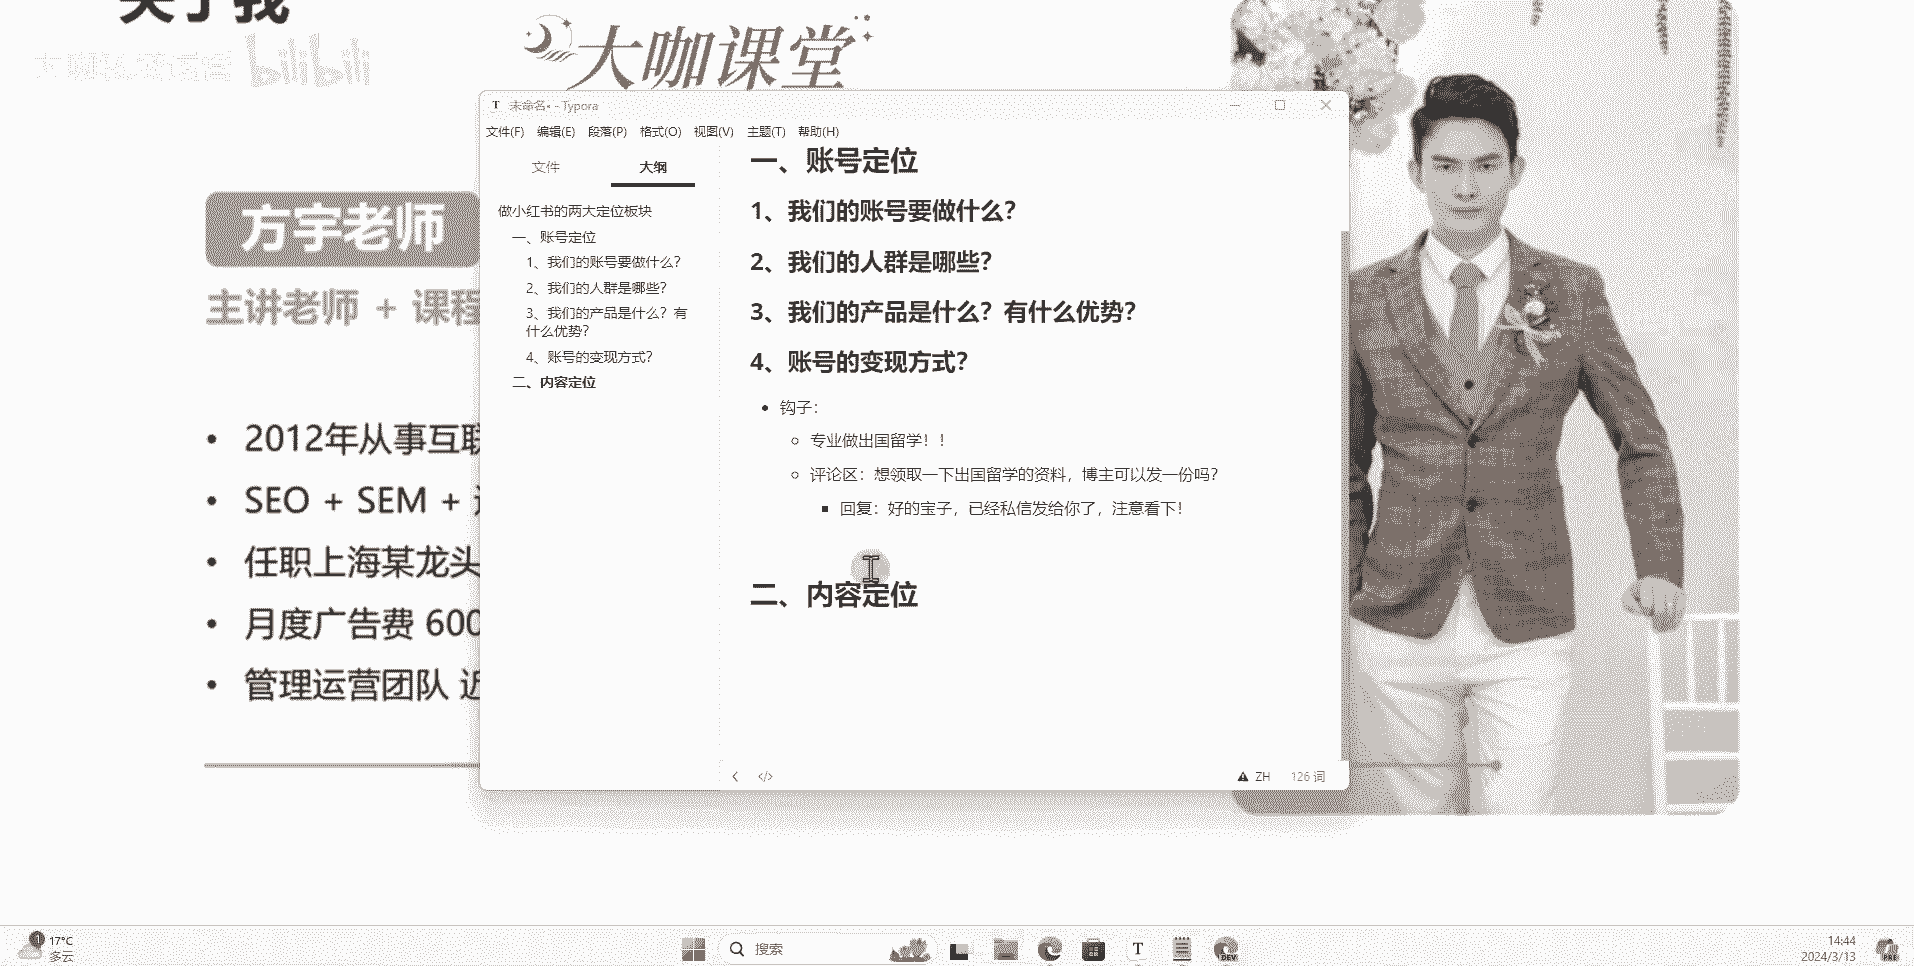 关于我
bilibili
大咖课堂
未命名• - Typora
文件(F) 编辑(E) 段落(P) 格式(O) 视图(V) 主题(T) 帮助(H)
文件 大纲
做小红书的两大定位板块
一、账号定位
1、我们的账号要做什么？
2、我们的人群是哪些？
3、我们的产品是什么？有
什么优势？
4、账号的变现方式？
二、内容定位
一、账号定位
1、我们的账号要做什么？
2、我们的人群是哪些？
3、我们的产品是什么？有什么优势？
4、账号的变现方式？
• 钩子：
专业做出国留学！！
评论区：想领取一下出国留学的资料，博主可以发一份吗？
回复：好的宝子，已经私信发给你了，注意看下！
二、内容定位
ZH 126 词
方宇老师
主讲老师 + 课程
• 2012年从事互联
• SEO + SEM +
• 任职上海某龙头
• 月度广告费 600
• 管理运营团队 近
1
17°C
多云
搜索
T
DEV
14:44
2024/3/13
PRE